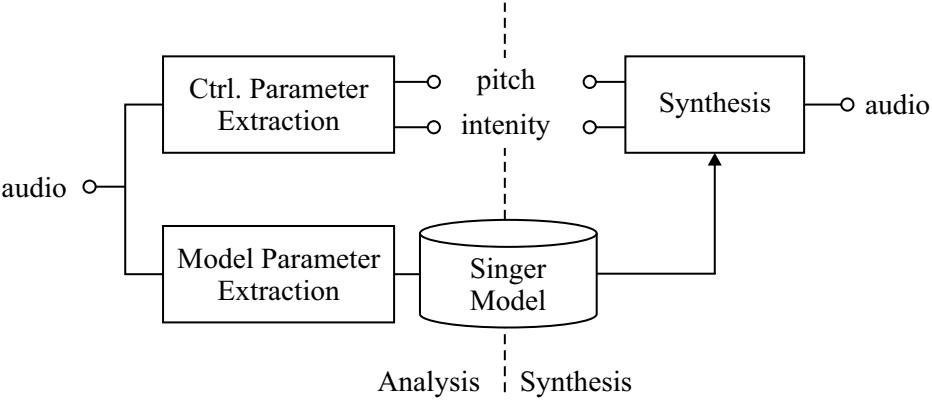 Ctrl. Parameter
Extraction
pitch
intenity
Synthesis
audio
audio
Model Parameter
Extraction
Singer
Model
Analysis
Synthesis